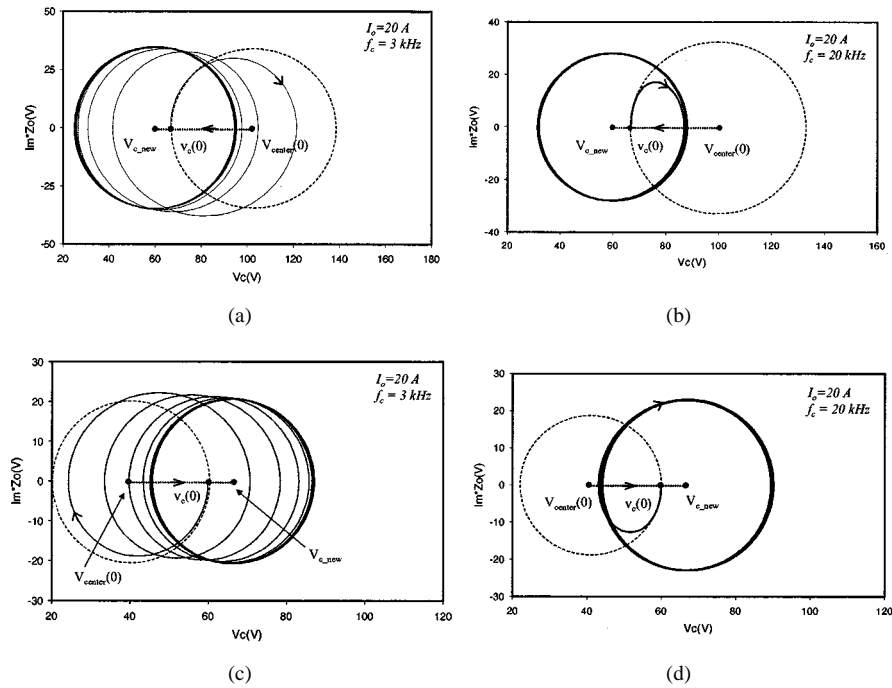 I_o=20 A
f_c = 3 kHz
50
25
0
-25
-50
Im*Zo(V)
V_c_new
v_c(0)
V_center(0)
20 40 60 80 100 120 140 160 180
Vc(V)
(a)
I_o=20 A
f_c = 20 kHz
40
20
0
-20
-40
Im*Zo(V)
V_c_new
v_c(0)
V_center(0)
20 40 60 80 100 120 140 160
Vc(V)
(b)
I_o=20 A
f_c = 3 kHz
30
20
10
0
-10
-20
-30
Im*Zo(V)
v_c(0)
V_center(0)
V_c_new
20 40 60 80 100 120
Vc(V)
(c)
I_o=20 A
f_c = 20 kHz
30
20
10
0
-10
-20
-30
Im*Zo(V)
V_center(0)
v_c(0)
V_c_new
20 40 60 80 100 120
Vc(V)
(d)